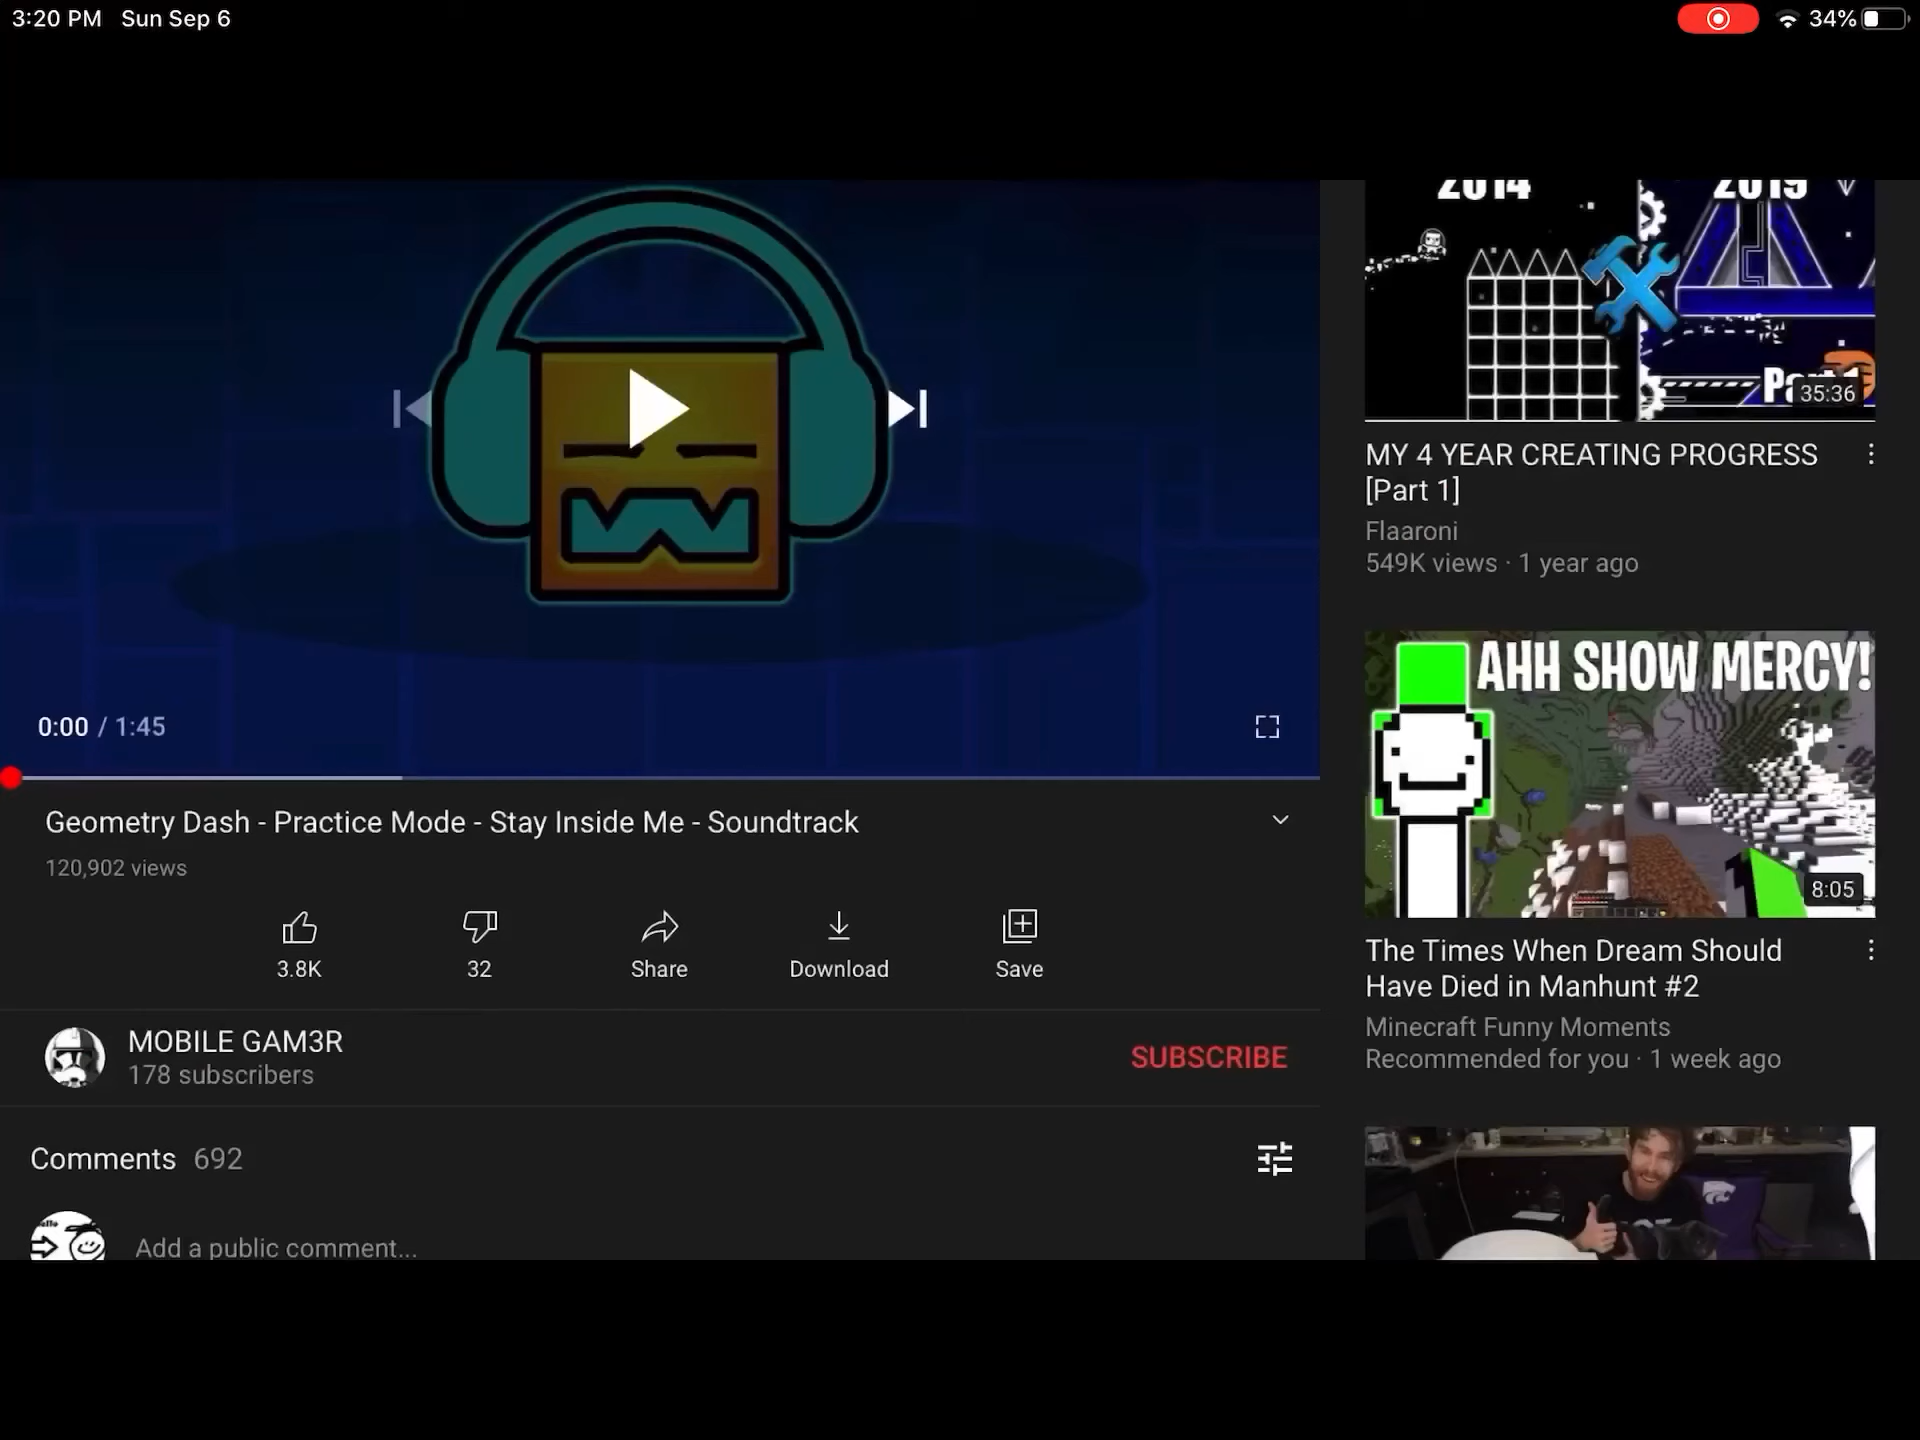 3:20 PM Sun Sep 6
34%
2014
2019
35:36
MY 4 YEAR CREATING PROGRESS
[Part 1]
Flaaroni
549K views · 1 year ago
0:00 / 1:45
Geometry Dash - Practice Mode - Stay Inside Me - Soundtrack
120,902 views
3.8K
32
Share
Download
Save
MOBILE GAM3R
178 subscribers
SUBSCRIBE
Comments 692
Add a public comment...
AHH SHOW MERCY!
8:05
The Times When Dream Should
Have Died in Manhunt #2
Minecraft Funny Moments
Recommended for you · 1 week ago